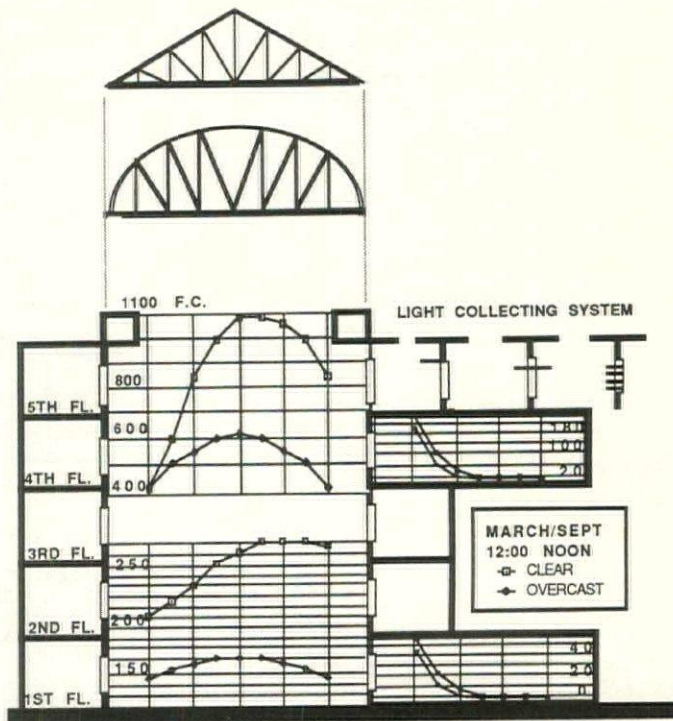 1100 F.C.
LIGHT COLLECTING SYSTEM
800
5TH FL.
600
180
100
4TH FL.
400
20
3RD FL.
250
MARCH/SEPT
12:00 NOON
CLEAR
OVERCAST
200
2ND FL.
150
40
20
0
1ST FL.